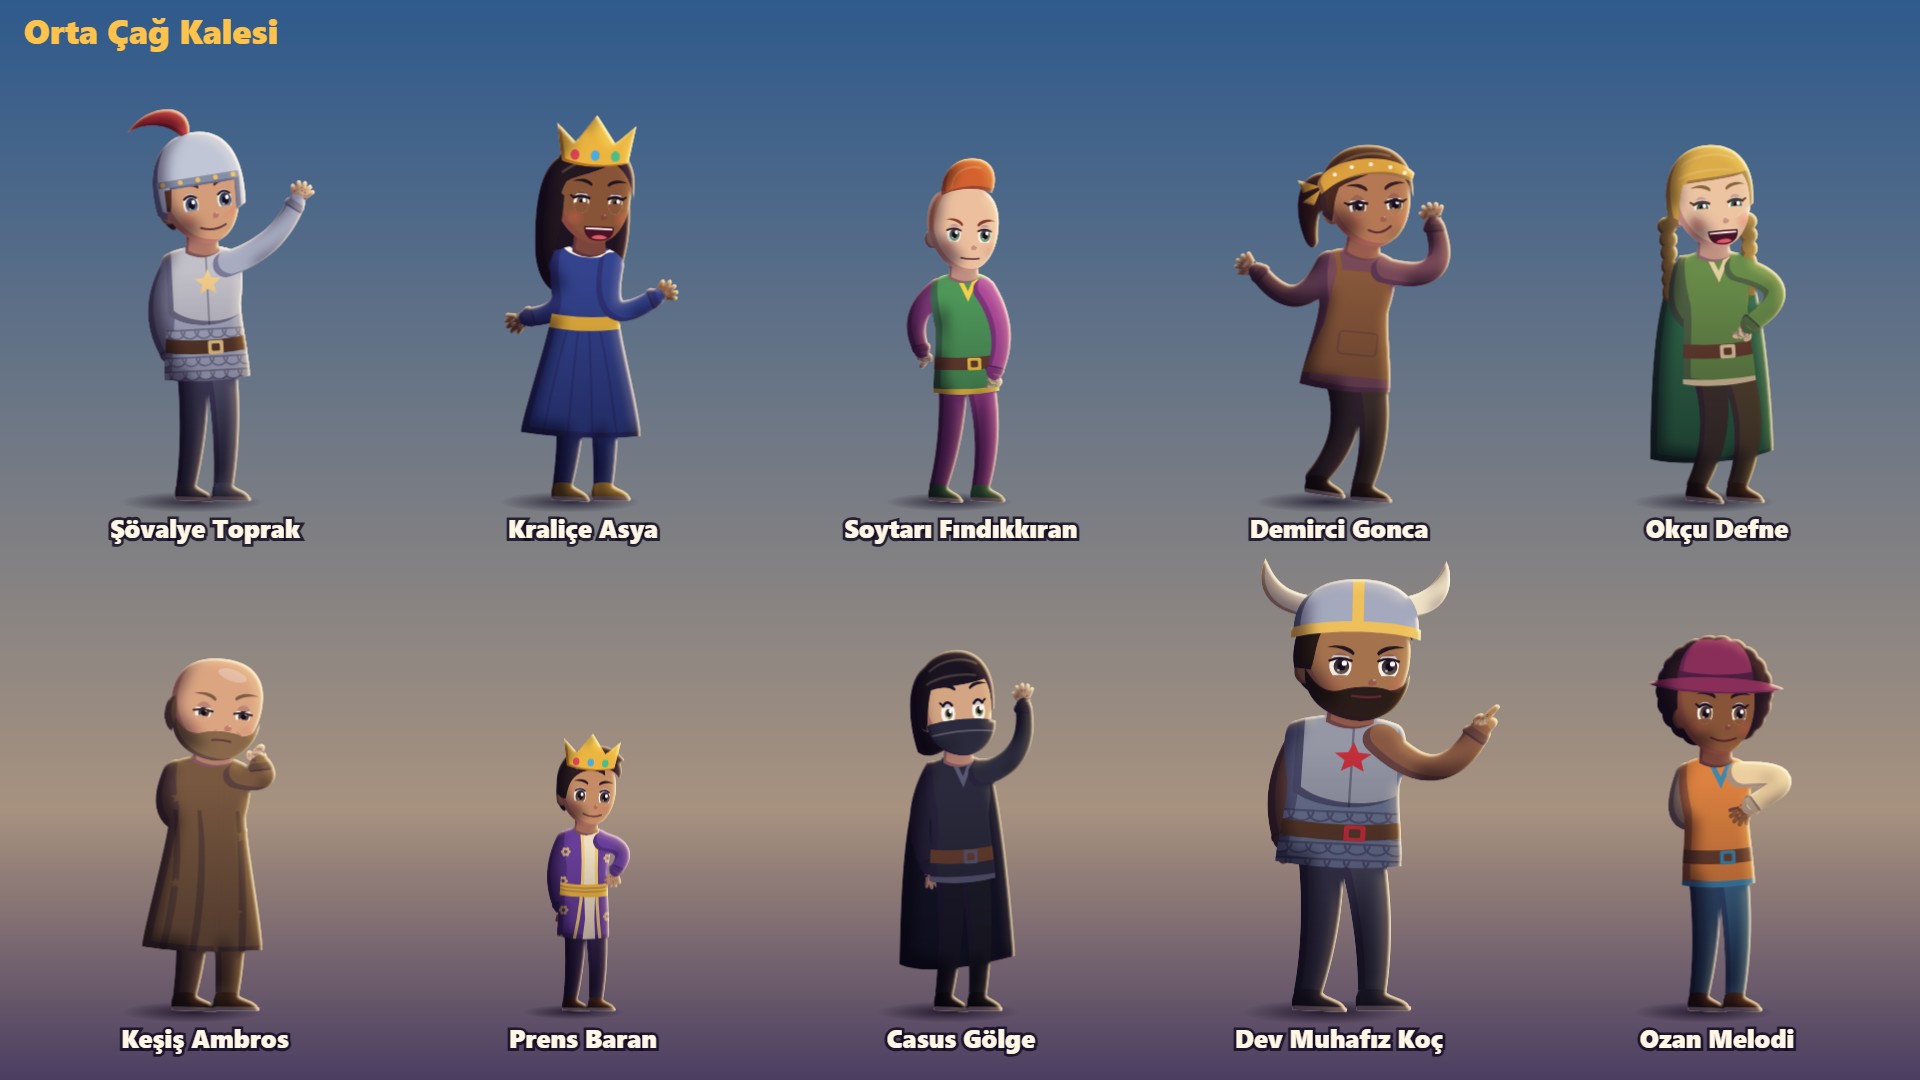 Orta Çağ Kalesi
Şövalye Toprak
Kraliçe Asya
Soytarı Fındıkkıran
Demirci Gonca
Okçu Defne
Keşiş Ambros
Prens Baran
Casus Gölge
Dev Muhafız Koç
Ozan Melodi